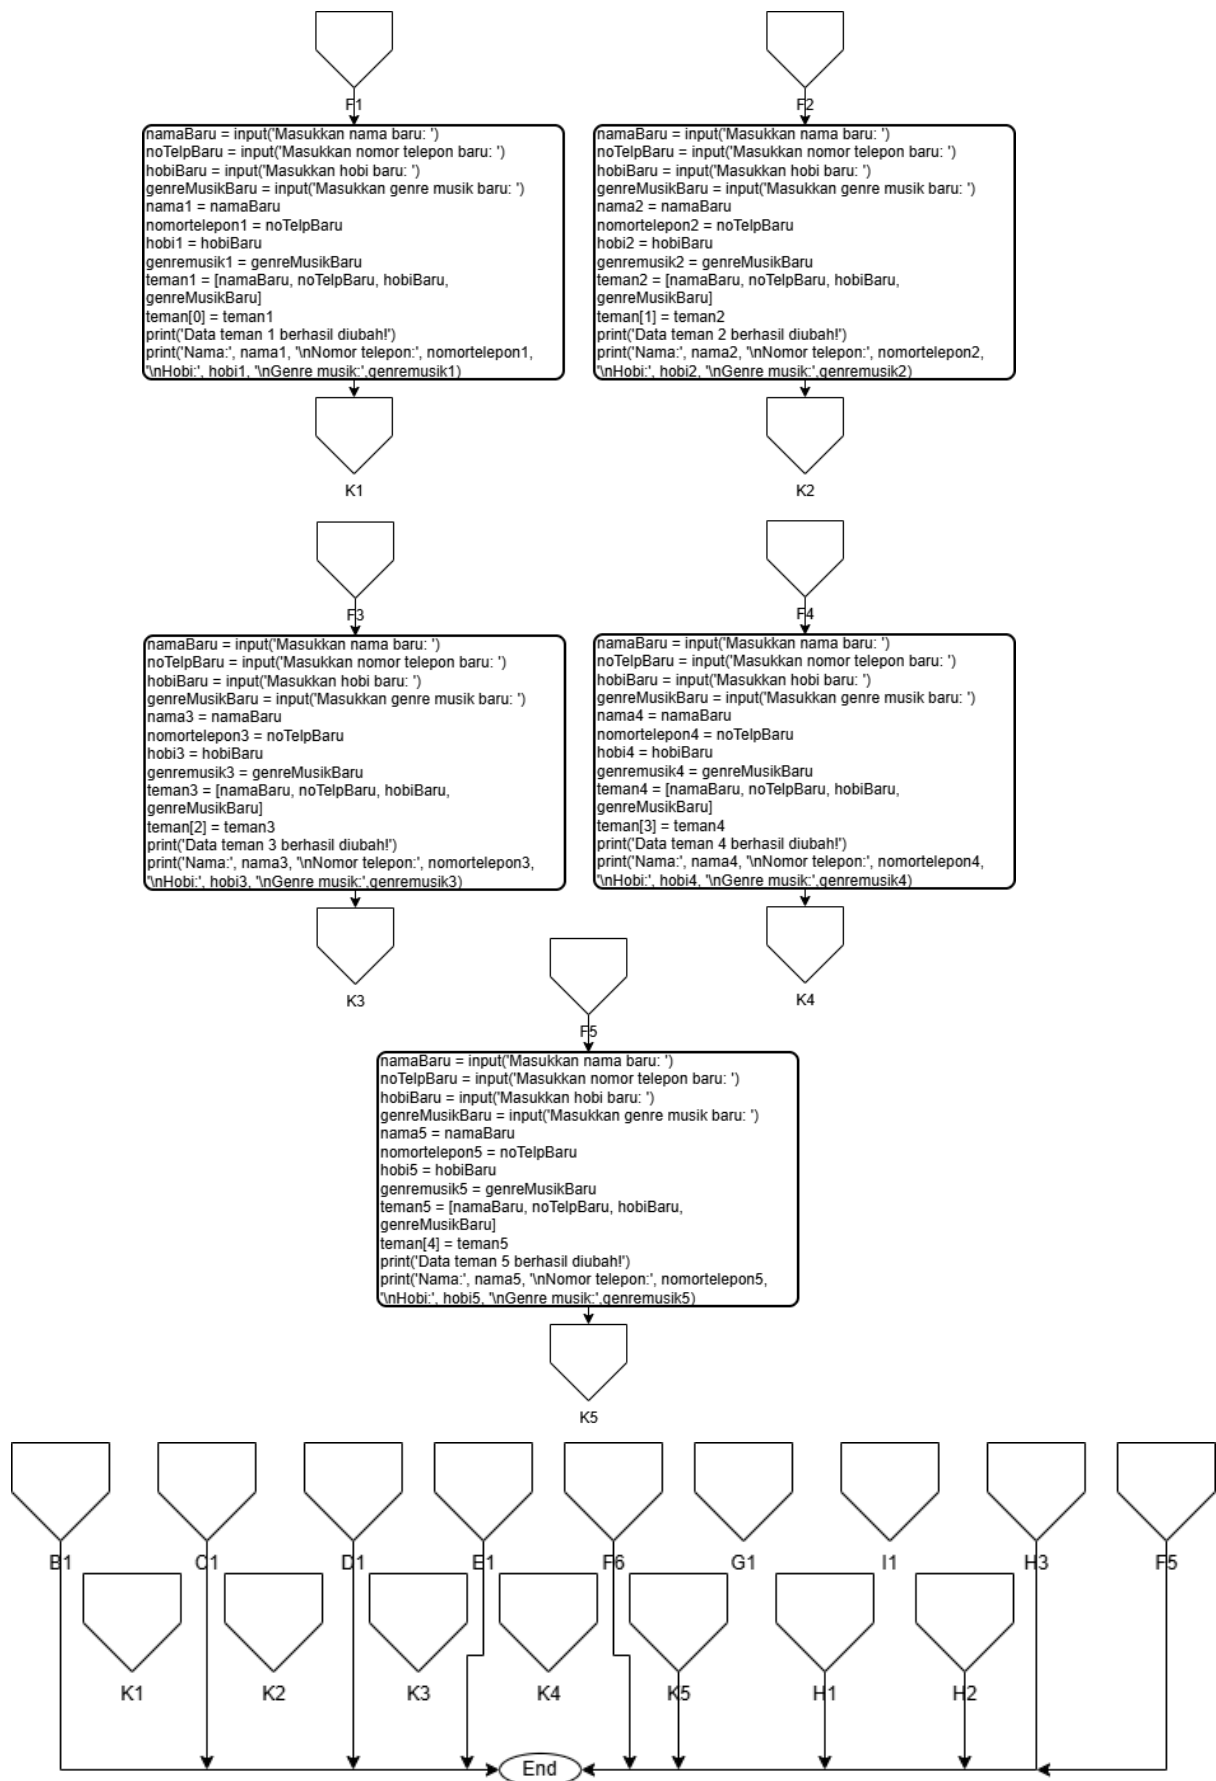 F1
namaBaru = input('Masukkan nama baru: ')
noTelpBaru = input('Masukkan nomor telepon baru: ')
hobiBaru = input('Masukkan hobi baru: ')
genreMusikBaru = input('Masukkan genre musik baru: ')
nama1 = namaBaru
nomortelepon1 = noTelpBaru
hobi1 = hobiBaru
genremusik1 = genreMusikBaru
teman1 = [namaBaru, noTelpBaru, hobiBaru,
genreMusikBaru]
teman[0] = teman1
print('Data teman 1 berhasil diubah!')
print('Nama:', nama1, '\nNomor telepon:', nomortelepon1,
'\nHobi:', hobi1, '\nGenre musik:',genremusik1)
K1
F2
namaBaru = input('Masukkan nama baru: ')
noTelpBaru = input('Masukkan nomor telepon baru: ')
hobiBaru = input('Masukkan hobi baru: ')
genreMusikBaru = input('Masukkan genre musik baru: ')
nama2 = namaBaru
nomortelepon2 = noTelpBaru
hobi2 = hobiBaru
genremusik2 = genreMusikBaru
teman2 = [namaBaru, noTelpBaru, hobiBaru,
genreMusikBaru]
teman[1] = teman2
print('Data teman 2 berhasil diubah!')
print('Nama:', nama2, '\nNomor telepon:', nomortelepon2,
'\nHobi:', hobi2, '\nGenre musik:',genremusik2)
K2
F3
namaBaru = input('Masukkan nama baru: ')
noTelpBaru = input('Masukkan nomor telepon baru: ')
hobiBaru = input('Masukkan hobi baru: ')
genreMusikBaru = input('Masukkan genre musik baru: ')
nama3 = namaBaru
nomortelepon3 = noTelpBaru
hobi3 = hobiBaru
genremusik3 = genreMusikBaru
teman3 = [namaBaru, noTelpBaru, hobiBaru,
genreMusikBaru]
teman[2] = teman3
print('Data teman 3 berhasil diubah!')
print('Nama:', nama3, '\nNomor telepon:', nomortelepon3,
'\nHobi:', hobi3, '\nGenre musik:',genremusik3)
K3
F4
namaBaru = input('Masukkan nama baru: ')
noTelpBaru = input('Masukkan nomor telepon baru: ')
hobiBaru = input('Masukkan hobi baru: ')
genreMusikBaru = input('Masukkan genre musik baru: ')
nama4 = namaBaru
nomortelepon4 = noTelpBaru
hobi4 = hobiBaru
genremusik4 = genreMusikBaru
teman4 = [namaBaru, noTelpBaru, hobiBaru,
genreMusikBaru]
teman[3] = teman4
print('Data teman 4 berhasil diubah!')
print('Nama:', nama4, '\nNomor telepon:', nomortelepon4,
'\nHobi:', hobi4, '\nGenre musik:',genremusik4)
K4
F5
namaBaru = input('Masukkan nama baru: ')
noTelpBaru = input('Masukkan nomor telepon baru: ')
hobiBaru = input('Masukkan hobi baru: ')
genreMusikBaru = input('Masukkan genre musik baru: ')
nama5 = namaBaru
nomortelepon5 = noTelpBaru
hobi5 = hobiBaru
genremusik5 = genreMusikBaru
teman5 = [namaBaru, noTelpBaru, hobiBaru,
genreMusikBaru]
teman[4] = teman5
print('Data teman 5 berhasil diubah!')
print('Nama:', nama5, '\nNomor telepon:', nomortelepon5,
'\nHobi:', hobi5, '\nGenre musik:',genremusik5)
K5
B1 C1 D1 E1 F6 G1 I1 H3 F5
K1 K2 K3 K4 K5 H1 H2
End